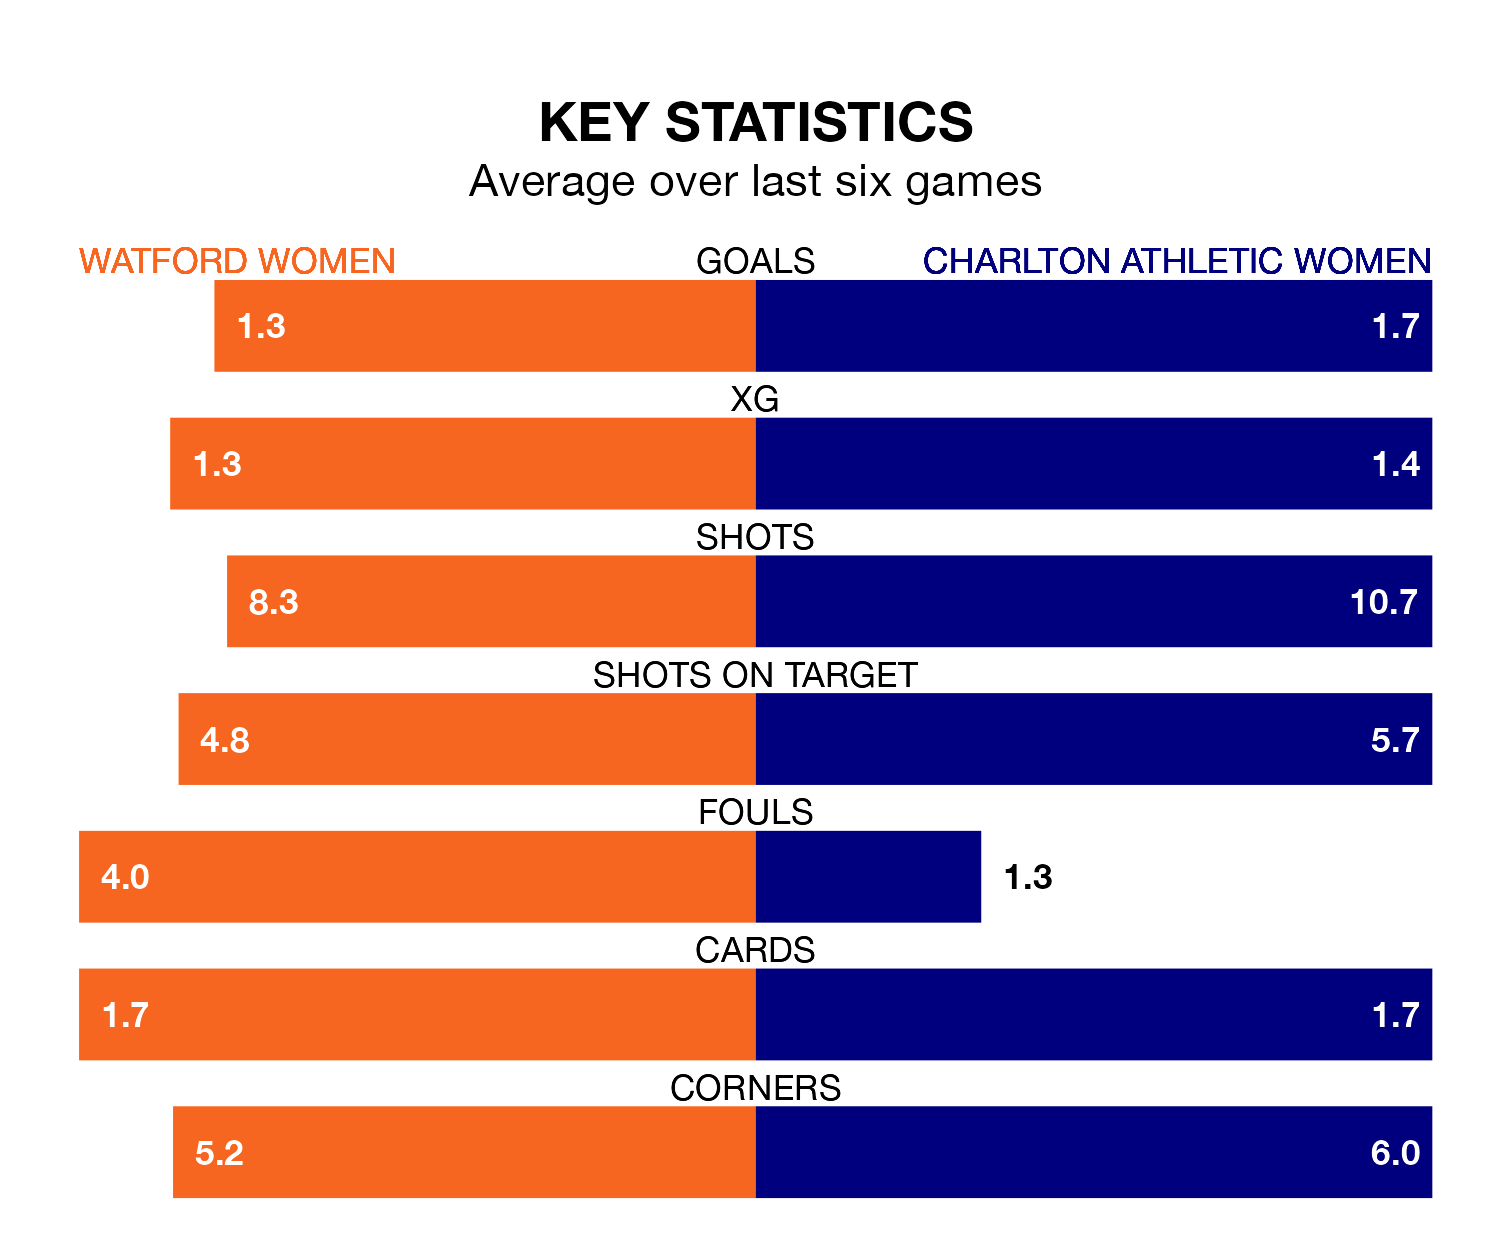 KEY STATISTICS
Average over last six games
WATFORD WOMEN GOALS CHARLTON ATHLETIC WOMEN
1.3 1.7
XG
1.3 1.4
SHOTS
8.3 10.7
SHOTS ON TARGET
4.8 5.7
FOULS
4.0 1.3
CARDS
1.7 1.7
CORNERS
5.2 6.0